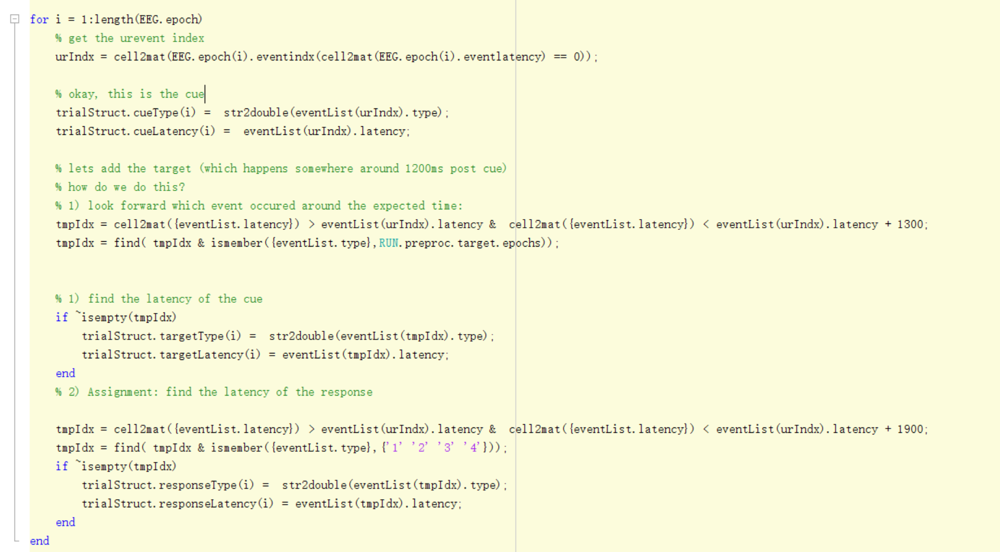 for i = 1:length(EEG.epoch)
% get the urevent index
urIndx = cell2mat(EEG.epoch(i).eventindx(cell2mat(EEG.epoch(i).eventlatency) == 0));
% okay, this is the cue
trialStruct.cueType(i) =  str2double(eventList(urIndx).type);
trialStruct.cueLatency(i) =  eventList(urIndx).latency;
% lets add the target (which happens somewhere around 1200ms post cue)
% how do we do this?
% 1) look forward which event occured around the expected time:
tmpIdx = cell2mat({eventList.latency}) > eventList(urIndx).latency &  cell2mat({eventList.latency}) < eventList(urIndx).latency + 1300;
tmpIdx = find( tmpIdx & ismember({eventList.type},RUN.preproc.target.epochs));
% 1) find the latency of the cue
if ~isempty(tmpIdx)
trialStruct.targetType(i) =  str2double(eventList(tmpIdx).type);
trialStruct.targetLatency(i) = eventList(tmpIdx).latency;
end
% 2) Assignment: find the latency of the response
tmpIdx = cell2mat({eventList.latency}) > eventList(urIndx).latency &  cell2mat({eventList.latency}) < eventList(urIndx).latency + 1900;
tmpIdx = find( tmpIdx & ismember({eventList.type},{'1' '2' '3' '4'}));
if ~isempty(tmpIdx)
trialStruct.responseType(i) =  str2double(eventList(tmpIdx).type);
trialStruct.responseLatency(i) = eventList(tmpIdx).latency;
end
end